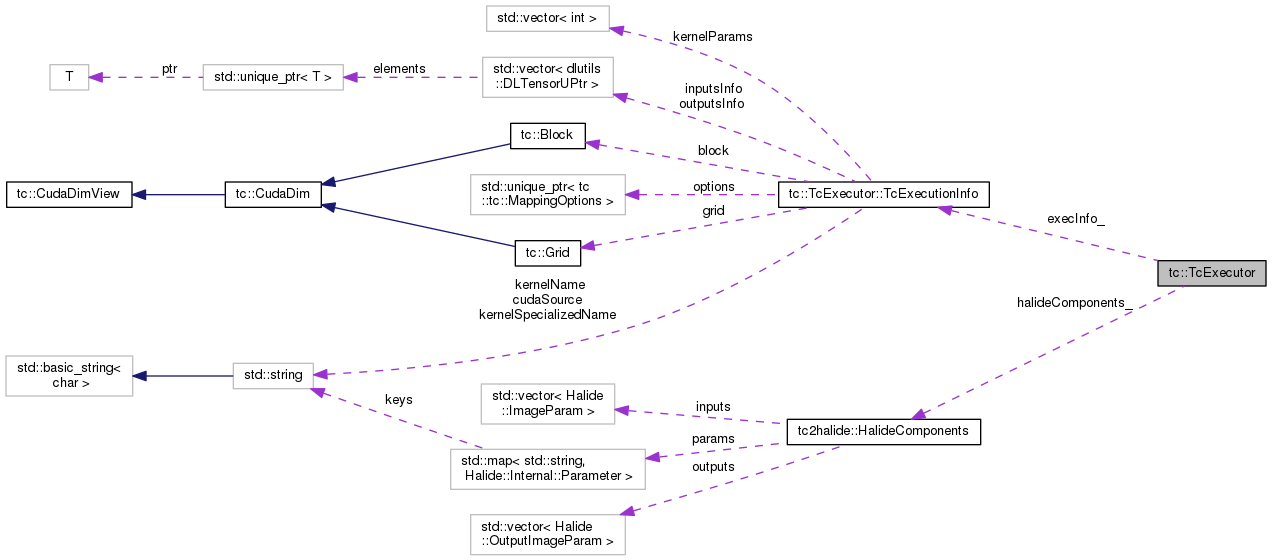 std::vector< int >
kernelParams
T
ptr
std::unique_ptr< T >
elements
std::vector< dlutils
::DLTensorUPtr >
inputsInfo
outputsInfo
tc::Block
block
tc::CudaDimView
tc::CudaDim
std::unique_ptr< tc
::tc::MappingOptions >
options
tc::TcExecutor::TcExecutionInfo
grid
execInfo_
tc::Grid
tc::TcExecutor
kernelName
cudaSource
kernelSpecializedName
halideComponents_
std::basic_string<
char >
std::string
keys
std::vector< Halide
::ImageParam >
inputs
tc2halide::HalideComponents
params
std::map< std::string,
Halide::Internal::Parameter >
outputs
std::vector< Halide
::OutputImageParam >